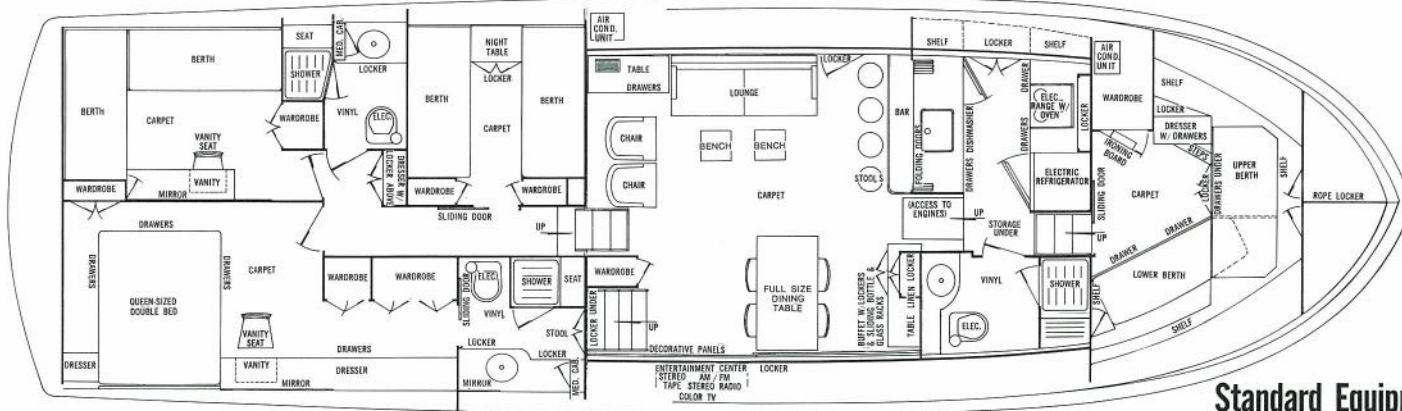 BERTH
BERTH
CARPET
VANITY
SEAT
VANITY
MIRROR
WARDROBE
SEAT
SHOWER
WARDROBE
MED. CAB.
LOCKER
VINYL
ELEC.
DRESSER W/
LOCKER ABOVE
NIGHT
TABLE
LOCKER
BERTH
BERTH
CARPET
WARDROBE
WARDROBE
SLIDING DOOR
UP
DRAWERS
DRAWERS
DRAWERS
CARPET
QUEEN-SIZED
DOUBLE BED
VANITY
SEAT
VANITY
DRESSER
MIRROR
DRAWERS
DRESSER
WARDROBE
WARDROBE
SLIDING DOOR
ELEC.
VINYL
SHOWER
SEAT
STOOL
LOCKER
LOCKER
MIRROR
MED. CAB.
AIR
COND.
UNIT
TABLE
DRAWERS
LOUNGE
LOCKER
CHAIR
CHAIR
BENCH
BENCH
CARPET
STOOLS
BAR
FOLDING DOORS
WARDROBE
LOCKER UNDER
UP
DECORATIVE PANELS
FULL SIZE
DINING
TABLE
BUFFET W/LOCKERS
& SLIDING BOTTLE &
GLASS RACKS
TABLE LINEN LOCKER
ENTERTAINMENT CENTER
STEREO AM / FM
TAPE STEREO RADIO
COLOR TV
LOCKER
SHELF
LOCKER
SHELF
DRAWERS DISHWASHER
DRAWER
DRAWERS
ELEC.
RANGE W/
OVEN
LOCKER
ELECTRIC
REFRIGERATOR
(ACCESS TO
ENGINES)
UP
STORAGE
UNDER
UP
VINYL
ELEC.
SHOWER
AIR
COND.
UNIT
WARDROBE
SHELF
LOCKER
DRESSER
W/ DRAWERS
IRONING
BOARD
STEPS
SLIDING DOOR
CARPET
LOCKER
DRAWERS UNDER
UPPER
BERTH
SHELF
ROPE LOCKER
DRAWER
DRAWER
LOWER BERTH
SHELF
SHELF
Standard Equip